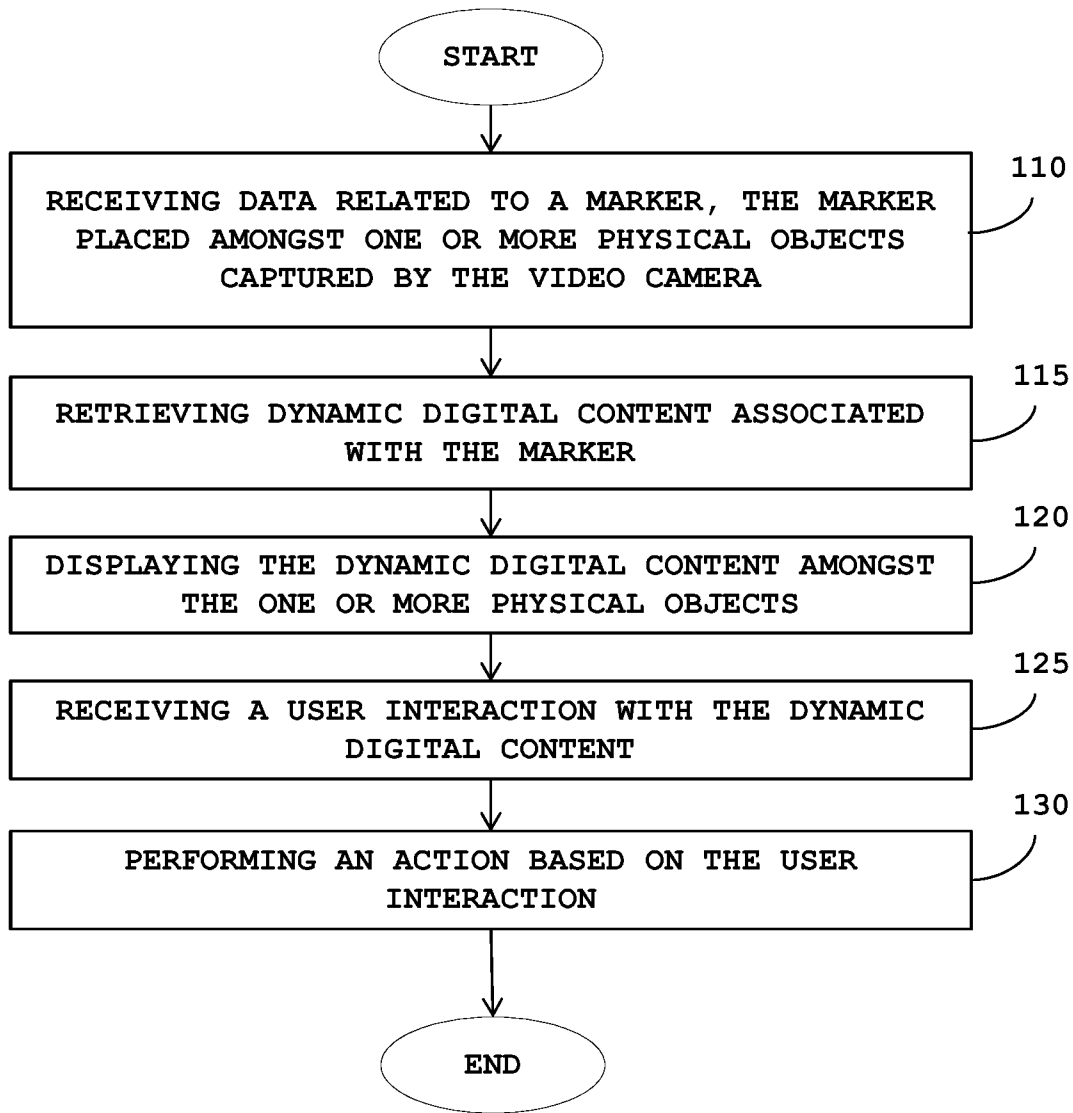 START
110
RECEIVING DATA RELATED TO A MARKER, THE MARKER
PLACED AMONGST ONE OR MORE PHYSICAL OBJECTS
CAPTURED BY THE VIDEO CAMERA
115
RETRIEVING DYNAMIC DIGITAL CONTENT ASSOCIATED
WITH THE MARKER
120
DISPLAYING THE DYNAMIC DIGITAL CONTENT AMONGST
THE ONE OR MORE PHYSICAL OBJECTS
125
RECEIVING A USER INTERACTION WITH THE DYNAMIC
DIGITAL CONTENT
130
PERFORMING AN ACTION BASED ON THE USER
INTERACTION
END